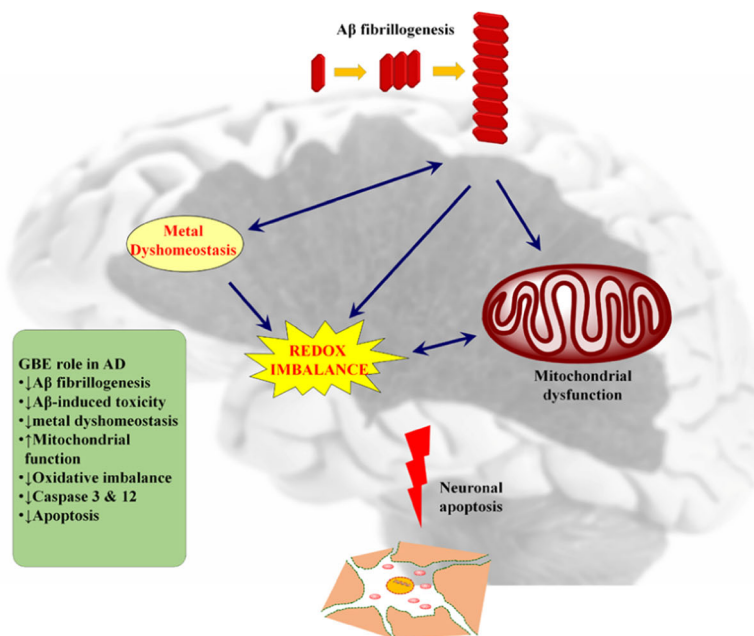 Aβ fibrillogenesis
Metal
Dyshomeostasis
REDOX
IMBALANCE
Mitochondrial
dysfunction
GBE role in AD
•↓Aβ fibrillogenesis
•↓Aβ-induced toxicity
•↓metal dyshomeostasis
•↑Mitochondrial
function
•↓Oxidative imbalance
•↓Caspase 3 & 12
•↓Apoptosis
Neuronal
apoptosis